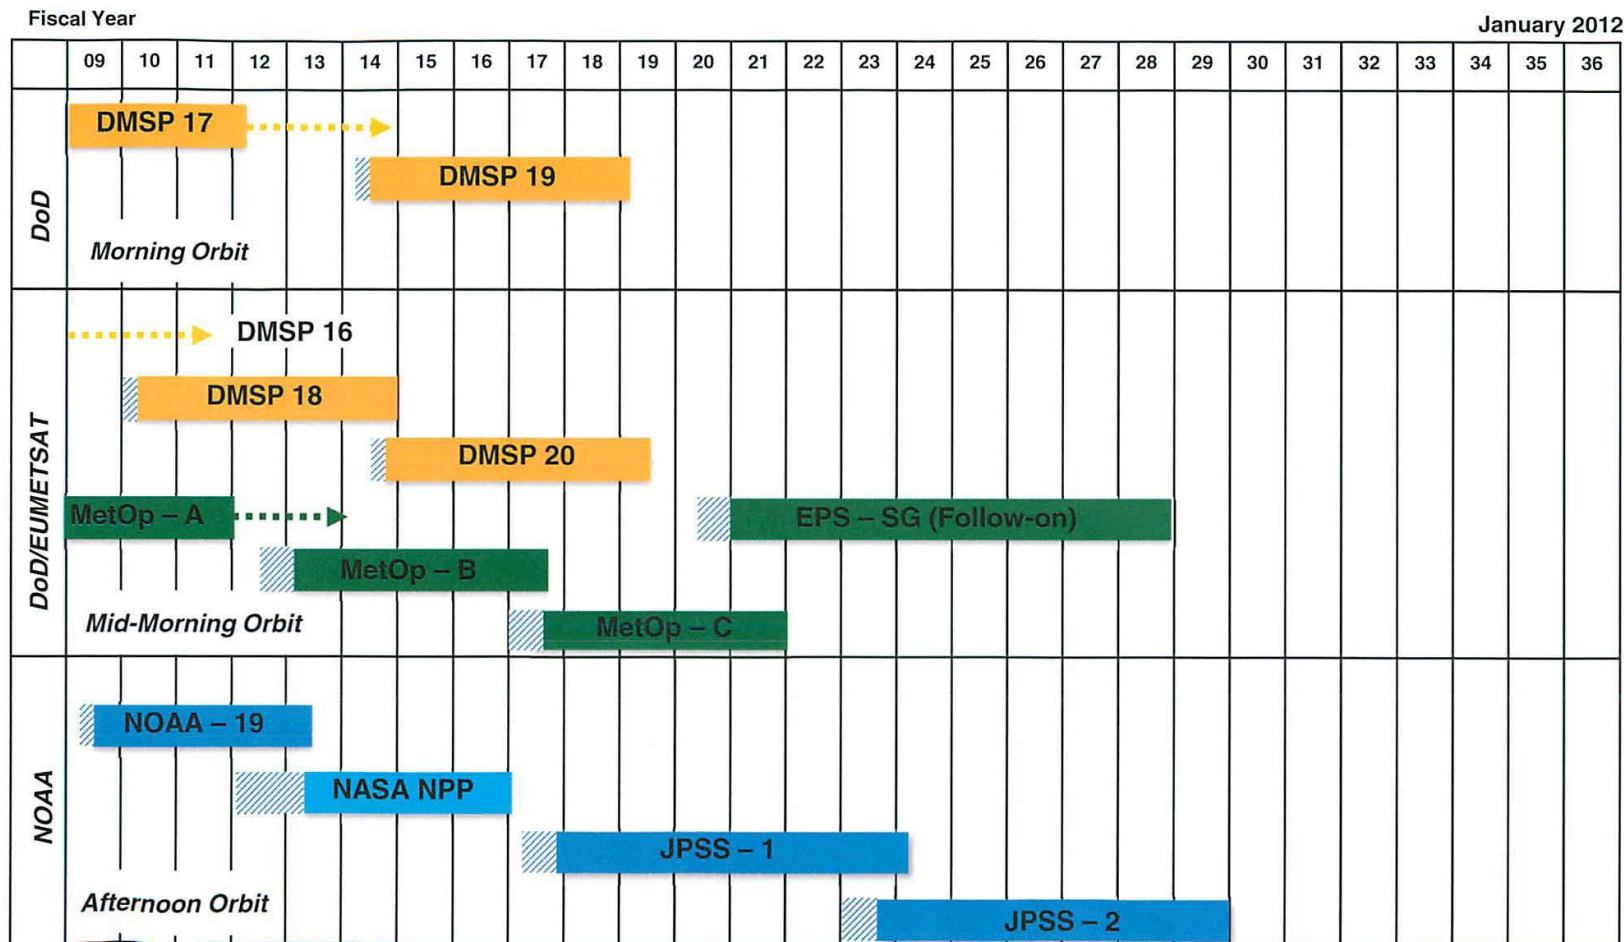 Fiscal Year
January 2012
09 10 11 12 13 14 15 16 17 18 19 20 21 22 23 24 25 26 27 28 29 30 31 32 33 34 35 36
DoD
DMSP 17
DMSP 19
Morning Orbit
DoD/EUMETSAT
DMSP 16
DMSP 18
DMSP 20
MetOp – A
EPS – SG (Follow-on)
MetOp – B
MetOp – C
Mid-Morning Orbit
NOAA
NOAA – 19
NASA NPP
JPSS – 1
Afternoon Orbit
JPSS – 2